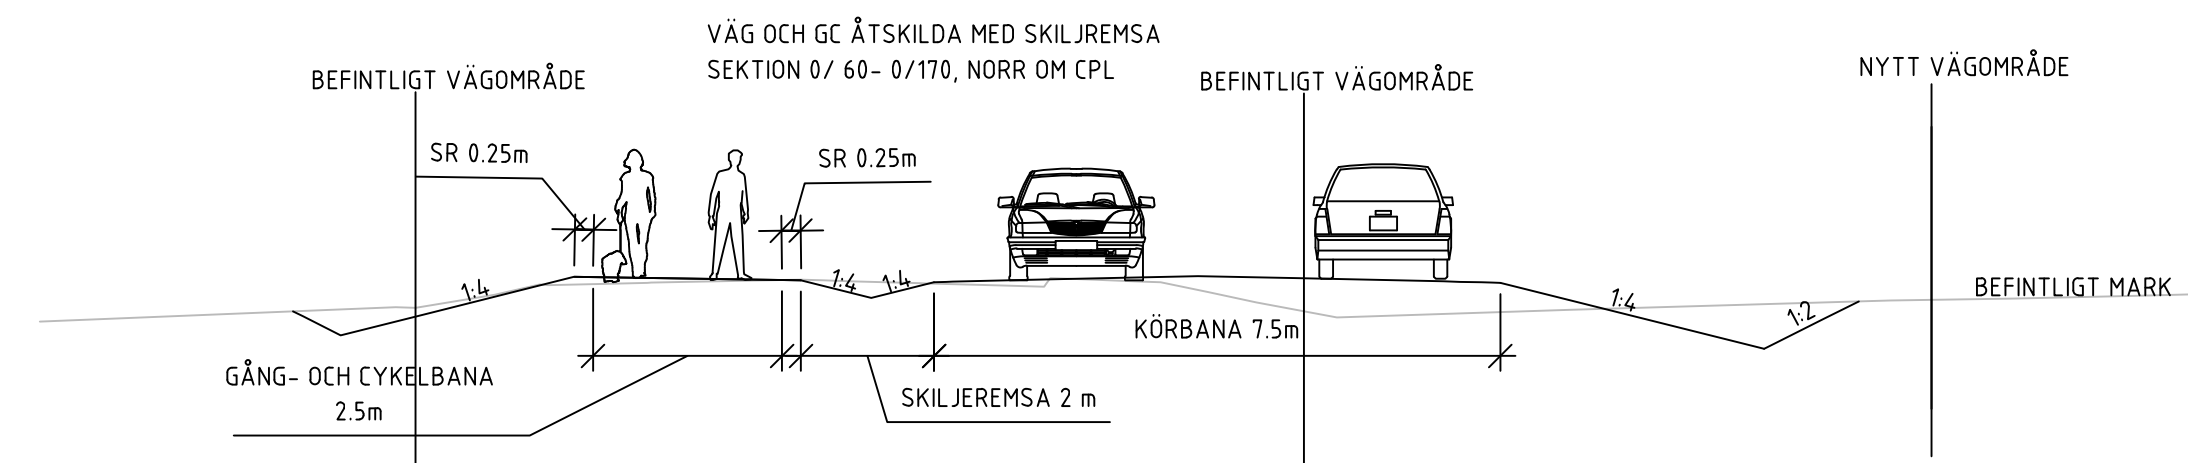 VÄG OCH GC ÅTSKILDA MED SKILJREMSA
SEKTION 0/ 60- 0/170, NORR OM CPL
BEFINTLIGT VÄGOMRÅDE
BEFINTLIGT VÄGOMRÅDE
NYTT VÄGOMRÅDE
SR 0.25m
SR 0.25m
1:4
1:4
1:4
1:4
1:2
BEFINTLIGT MARK
KÖRBANA 7.5m
GÅNG- OCH CYKELBANA
2.5m
SKILJEREMSA 2 m